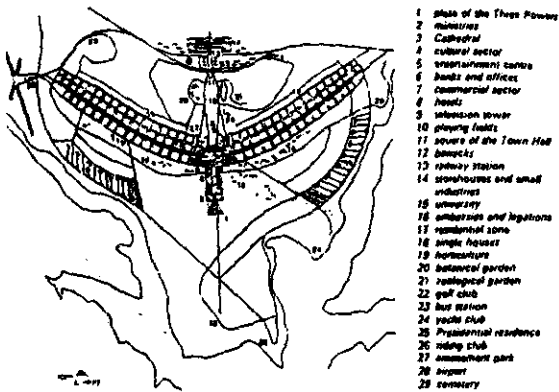 1 plaza of the Three Powers
2 ministries
3 Cathedral
4 cultural sector
5 entertainment centre
6 banks and offices
7 commercial sector
8 hotels
9 television tower
10 playing fields
11 square of the Town Hall
12 barracks
13 railway station
14 storehouses and small
industries
15 university
16 embassies and legations
17 residential zone
18 single houses
19 horticulture
20 botanical garden
21 zoological garden
22 golf club
23 bus station
24 yacht club
25 Presidential residence
26 riding club
27 amusement park
28 airport
29 cemetery